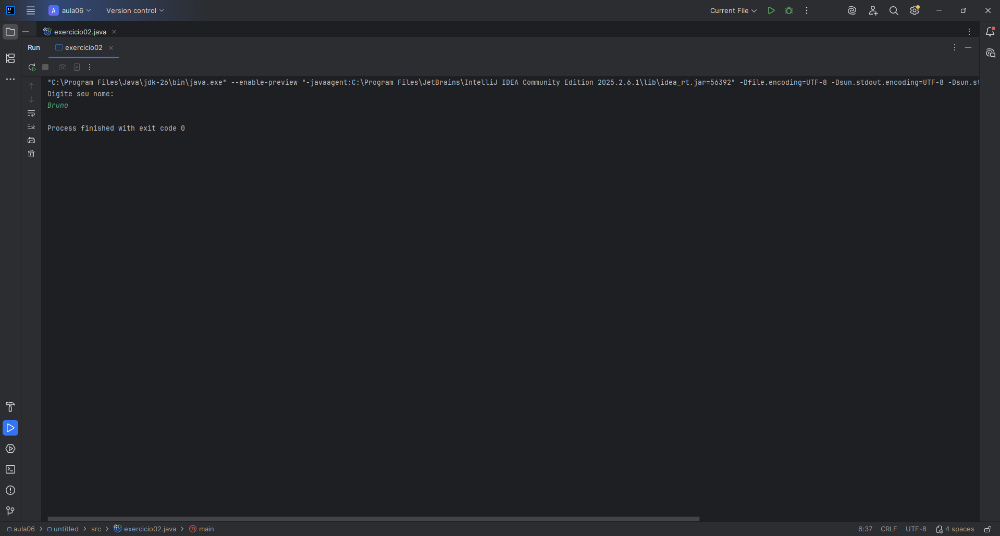 A aula06 Version control Current File
exercicio02.java
Run exercicio02
"C:\Program Files\Java\jdk-26\bin\java.exe" --enable-preview "-javaagent:C:\Program Files\JetBrains\IntelliJ IDEA Community Edition 2025.2.6.1\lib\idea_rt.jar=56392" -Dfile.encoding=UTF-8 -Dsun.stdout.encoding=UTF-8 -Dsun.st
Digite seu nome:
Bruno
Process finished with exit code 0
aula06 > untitled > src > exercicio02.java > main 6:37 CRLF UTF-8 4 spaces